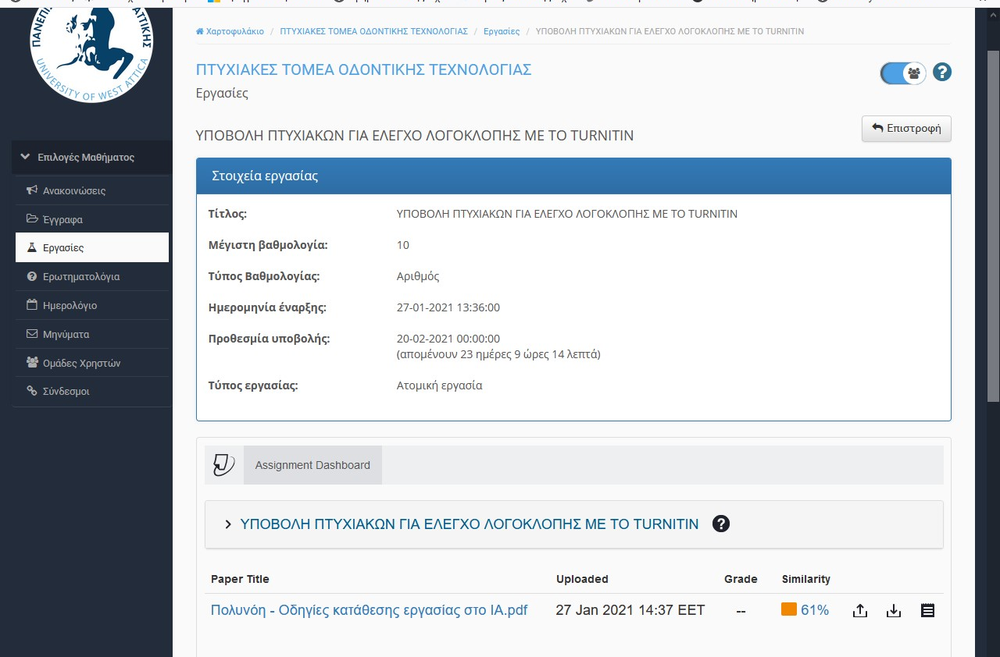 UNIVERSITY OF WEST ATTICA
Χαρτοφυλάκιο / ΠΤΥΧΙΑΚΕΣ ΤΟΜΕΑ ΟΔΟΝΤΙΚΗΣ ΤΕΧΝΟΛΟΓΙΑΣ / Εργασίες / ΥΠΟΒΟΛΗ ΠΤΥΧΙΑΚΩΝ ΓΙΑ ΕΛΕΓΧΟ ΛΟΓΟΚΛΟΠΗΣ ΜΕ ΤΟ TURNITIN
ΠΤΥΧΙΑΚΕΣ ΤΟΜΕΑ ΟΔΟΝΤΙΚΗΣ ΤΕΧΝΟΛΟΓΙΑΣ
Εργασίες
ΥΠΟΒΟΛΗ ΠΤΥΧΙΑΚΩΝ ΓΙΑ ΕΛΕΓΧΟ ΛΟΓΟΚΛΟΠΗΣ ΜΕ ΤΟ TURNITIN
Επιστροφή
Επιλογές Μαθήματος
Ανακοινώσεις
Έγγραφα
Εργασίες
Ερωτηματολόγια
Ημερολόγιο
Μηνύματα
Ομάδες Χρηστών
Σύνδεσμοι
Στοιχεία εργασίας
Τίτλος: ΥΠΟΒΟΛΗ ΠΤΥΧΙΑΚΩΝ ΓΙΑ ΕΛΕΓΧΟ ΛΟΓΟΚΛΟΠΗΣ ΜΕ ΤΟ TURNITIN
Μέγιστη βαθμολογία: 10
Τύπος Βαθμολογίας: Αριθμός
Ημερομηνία έναρξης: 27-01-2021 13:36:00
Προθεσμία υποβολής: 20-02-2021 00:00:00
(απομένουν 23 ημέρες 9 ώρες 14 λεπτά)
Τύπος εργασίας: Ατομική εργασία
Assignment Dashboard
ΥΠΟΒΟΛΗ ΠΤΥΧΙΑΚΩΝ ΓΙΑ ΕΛΕΓΧΟ ΛΟΓΟΚΛΟΠΗΣ ΜΕ ΤΟ TURNITIN
Paper Title Uploaded Grade Similarity
Πολυνόη - Οδηγίες κατάθεσης εργασίας στο ΙΑ.pdf 27 Jan 2021 14:37 EET -- 61%